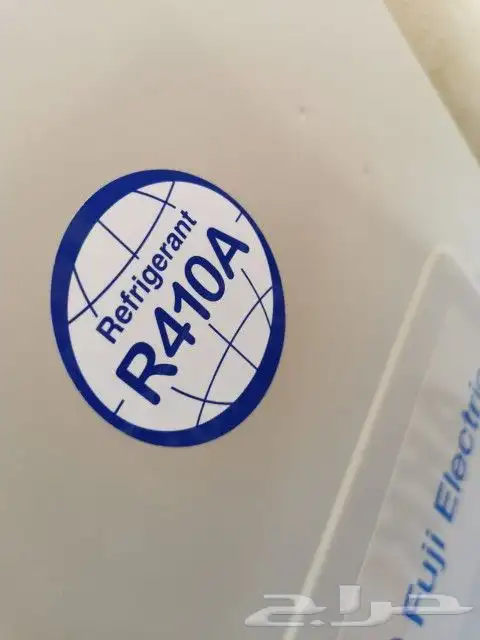 Refrigerant
R410A
Fuji Electric
حراج